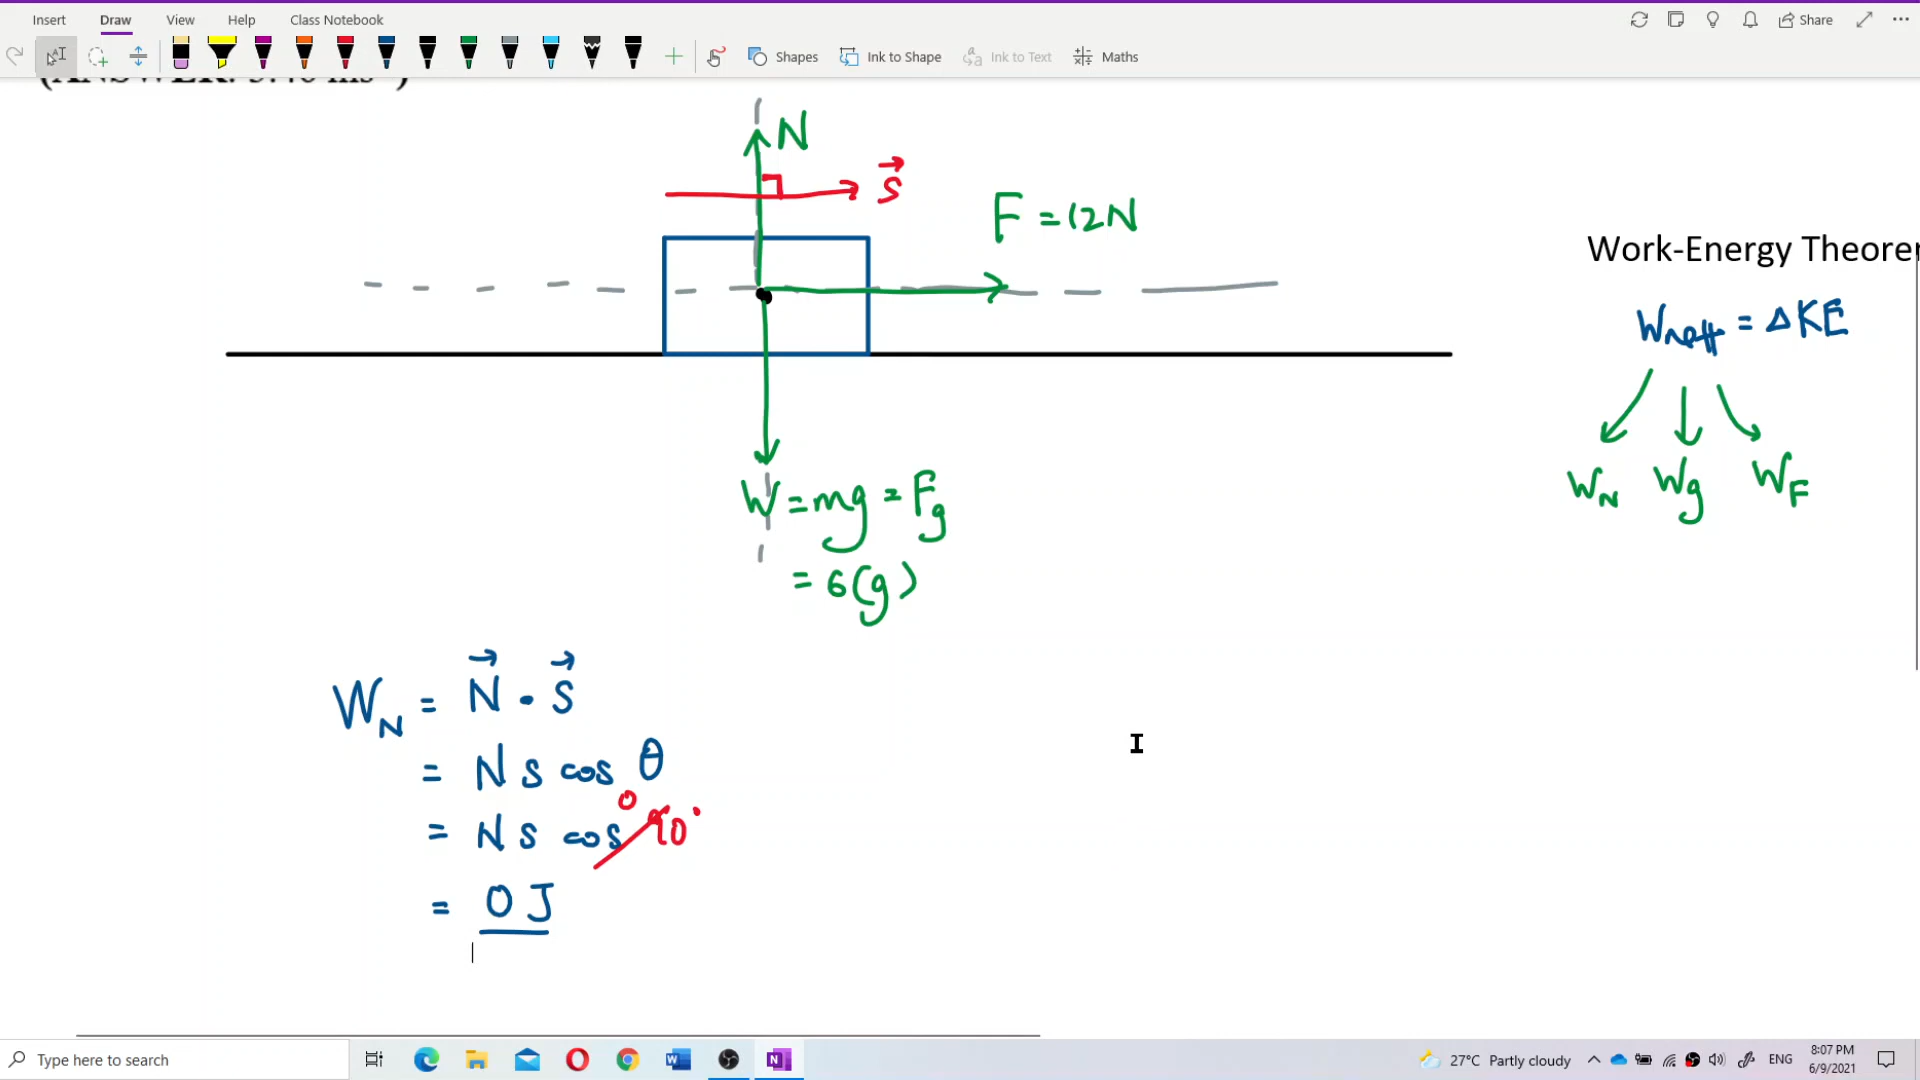 Insert Draw View Help Class Notebook Share
Shapes Ink to Shape Ink to Text Maths
N
s
F = 12N
Work-Energy Theore
Wnett = ΔKE
WN Wg WF
W = mg = Fg
= 6(g)
WN = N • s
= N s cos θ
= N s cos 90° 0
= 0 J
Type here to search
27°C Partly cloudy ENG 8:07 PM
6/9/2021